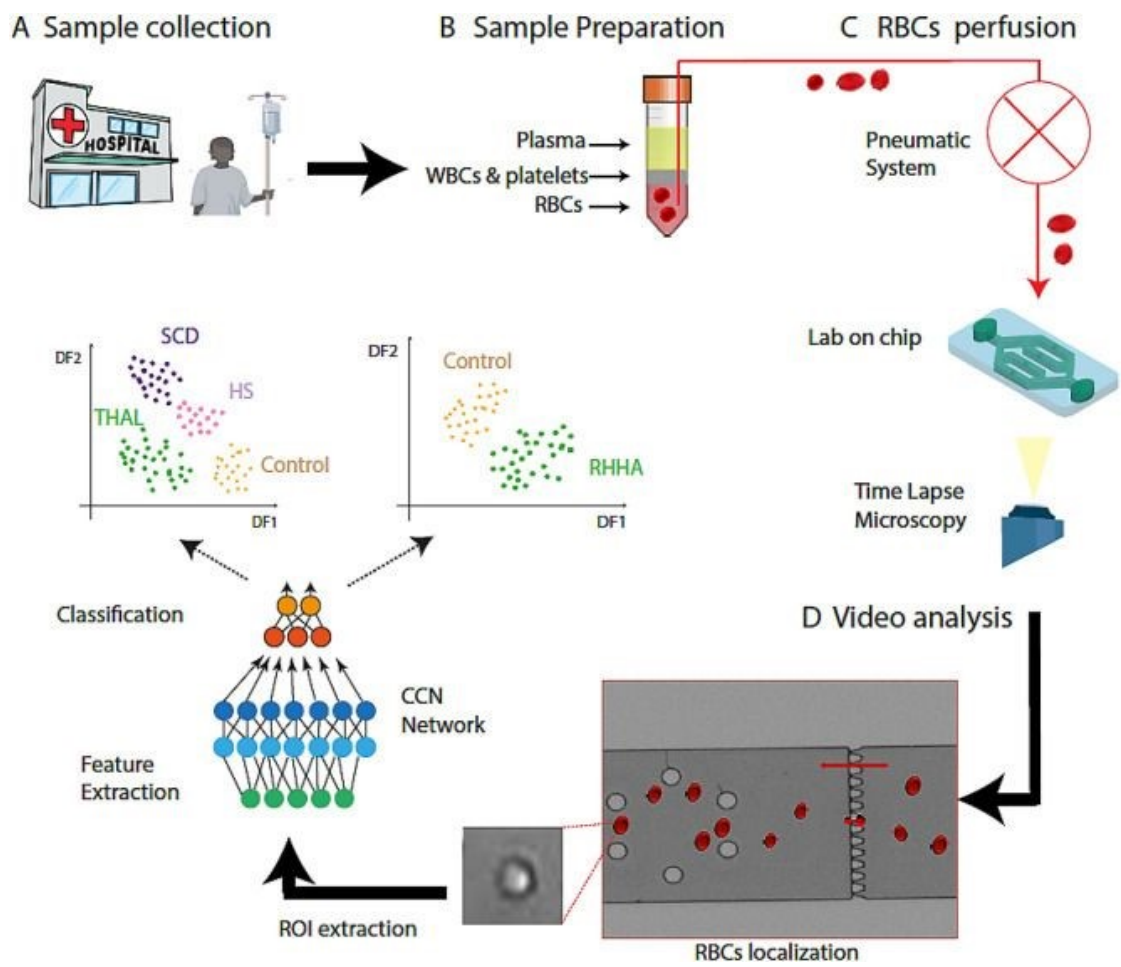 A Sample collection
B Sample Preparation
C RBCs perfusion
HOSPITAL
Plasma
WBCs & platelets
RBCs
Pneumatic
System
Lab on chip
Time Lapse
Microscopy
D Video analysis
RBCs localization
ROI extraction
Feature
Extraction
CCN
Network
Classification
DF2
SCD
HS
THAL
Control
DF1
DF2
Control
RHHA
DF1